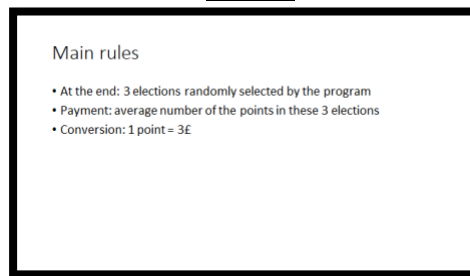 Main rules
• At the end: 3 elections randomly selected by the program
• Payment: average number of the points in these 3 elections
• Conversion: 1 point = 3£